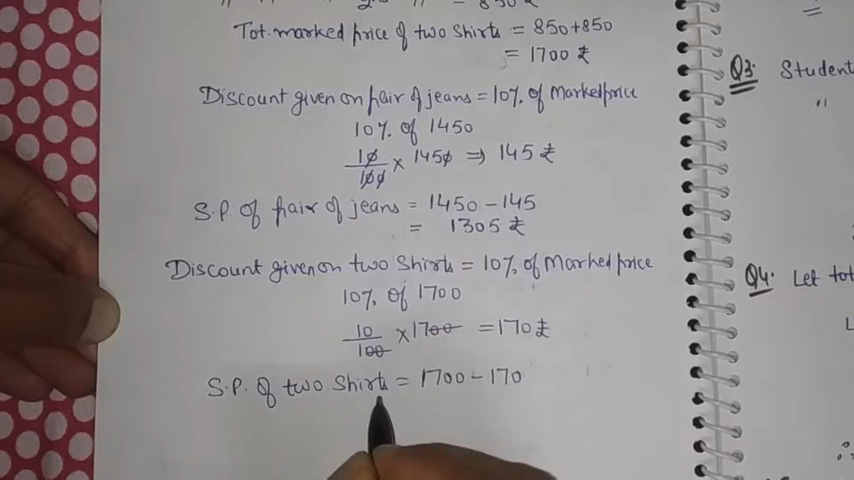 2nd " = 850 ₹
Tot. marked price of two shirts = 850+850
= 1700 ₹
Discount given on pair of jeans = 10% of Marked price
10% of 1450
10/100 × 1450 ⇒ 145 ₹
S.P. of pair of jeans = 1450 - 145
= 1305 ₹
Discount given on two shirts = 10% of Marked price
10% of 1700
10/100 × 1700 = 170 ₹
S.P. of two shirts = 1700 - 170
=
Q3. Student
"
Q4. Let tot
L
∴